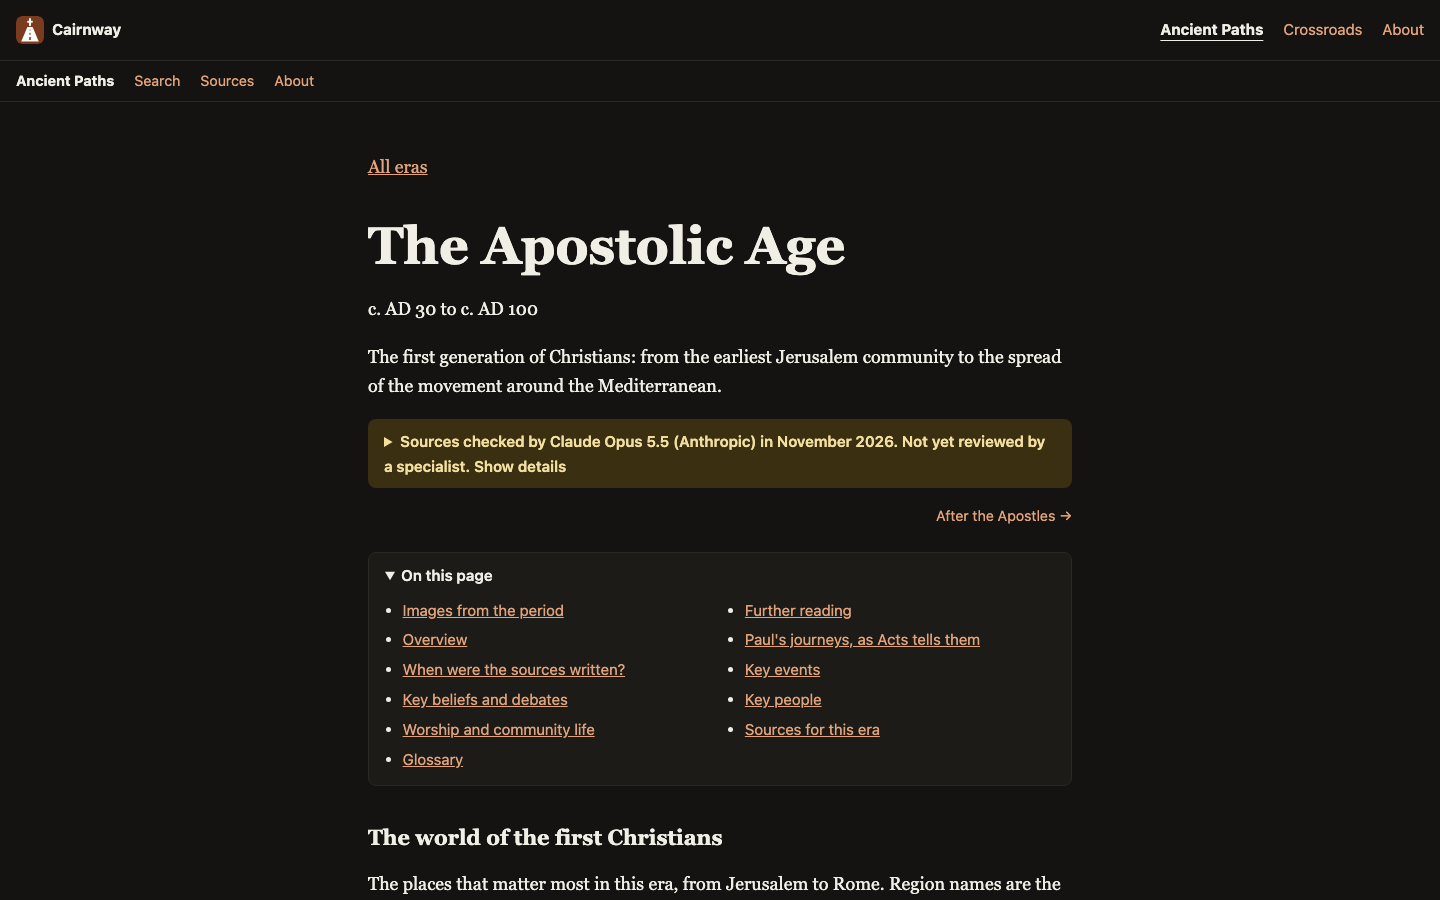 Cairnway
Ancient Paths Crossroads About
Ancient Paths Search Sources About
All eras
The Apostolic Age
c. AD 30 to c. AD 100
The first generation of Christians: from the earliest Jerusalem community to the spread
of the movement around the Mediterranean.
▶ Sources checked by Claude Opus 5.5 (Anthropic) in November 2026. Not yet reviewed by
a specialist. Show details
After the Apostles →
▼ On this page
• Images from the period
• Overview
• When were the sources written?
• Key beliefs and debates
• Worship and community life
• Glossary
• Further reading
• Paul's journeys, as Acts tells them
• Key events
• Key people
• Sources for this era
The world of the first Christians
The places that matter most in this era, from Jerusalem to Rome. Region names are the